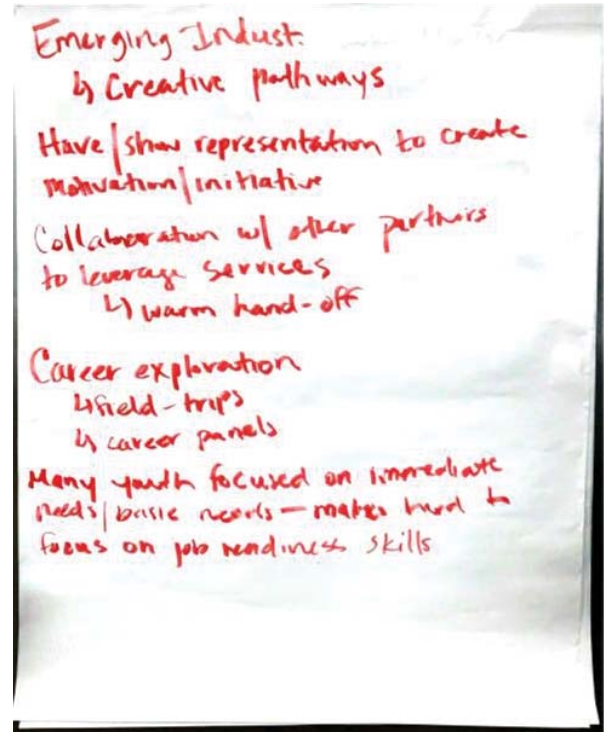 Emerging Indust.
↳ Creative pathways
Have/show representation to create
motivation/initiative
Collaboration w/ other partners
to leverage services
↳ warm hand-off
Career exploration
↳ field-trips
↳ career panels
Many youth focused on immediate
needs/basic needs - makes hard to
focus on job readiness skills